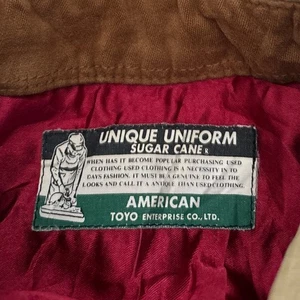 UNIQUE UNIFORM
SUGAR CANE R
WHEN HAS IT BECOME POPULAR PURCHASING USED
CLOTHING USED CLOTHING IS A NECESSITY IN TO
DAYS FASHION. IT MUST BE A GENUINE TO FEEL THE
LOOKS AND CALL IT A ANTIQUE THAN USED CLOTHING.
AMERICAN
TOYO ENTERPRISE CO., LTD.